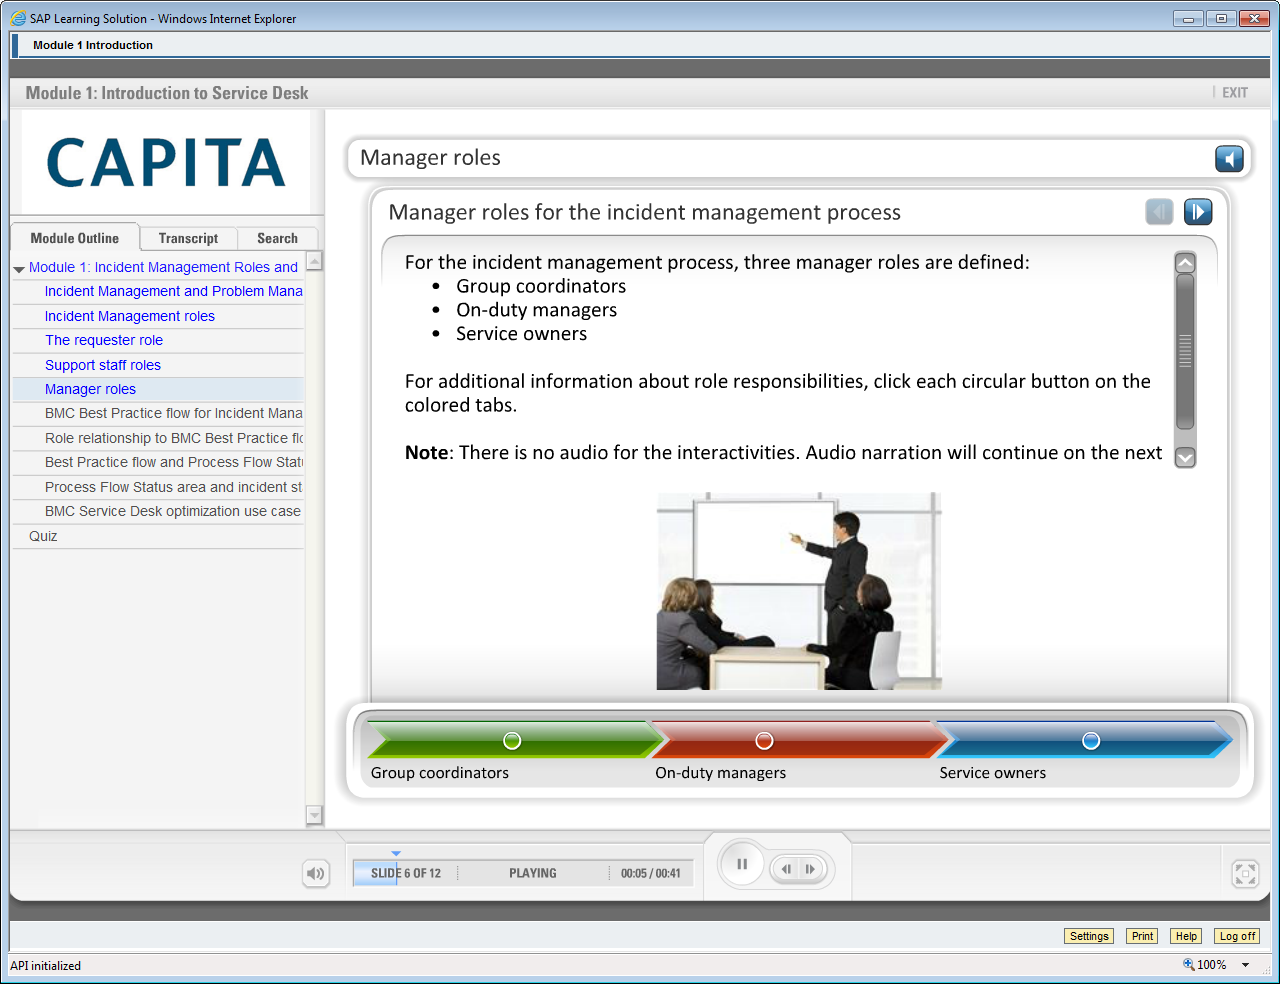 SAP Learning Solution - Windows Internet Explorer
Module 1 Introduction
Module 1: Introduction to Service Desk
EXIT
CAPITA
Module Outline
Transcript
Search
Module 1: Incident Management Roles and
Incident Management and Problem Mana
Incident Management roles
The requester role
Support staff roles
Manager roles
BMC Best Practice flow for Incident Mana
Role relationship to BMC Best Practice flo
Best Practice flow and Process Flow Statu
Process Flow Status area and incident st
BMC Service Desk optimization use case
Quiz
Manager roles
Manager roles for the incident management process
For the incident management process, three manager roles are defined:
• Group coordinators
• On-duty managers
• Service owners
For additional information about role responsibilities, click each circular button on the
colored tabs.
Note: There is no audio for the interactivities. Audio narration will continue on the next
Group coordinators
On-duty managers
Service owners
SLIDE 6 OF 12
PLAYING
00:05 / 00:41
Settings
Print
Help
Log off
API initialized
100%